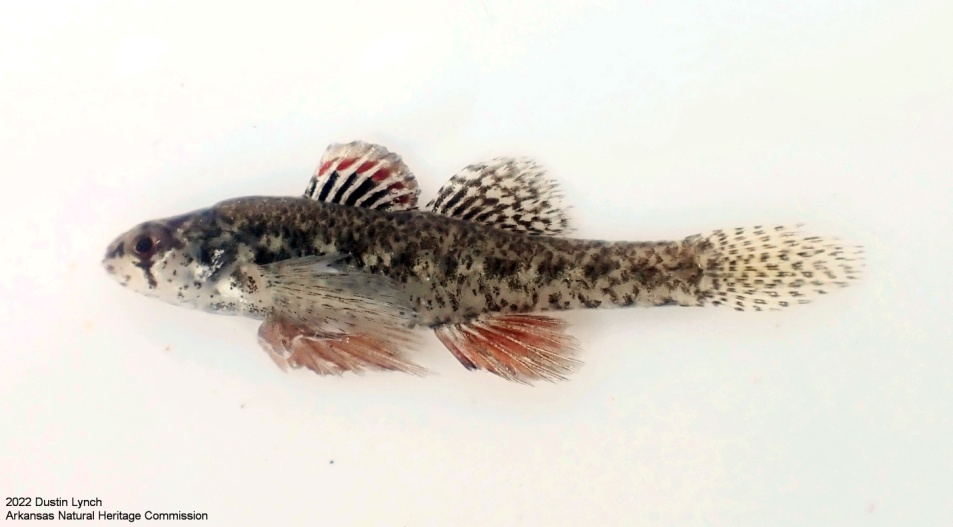 2022 Dustin Lynch
Arkansas Natural Heritage Commission